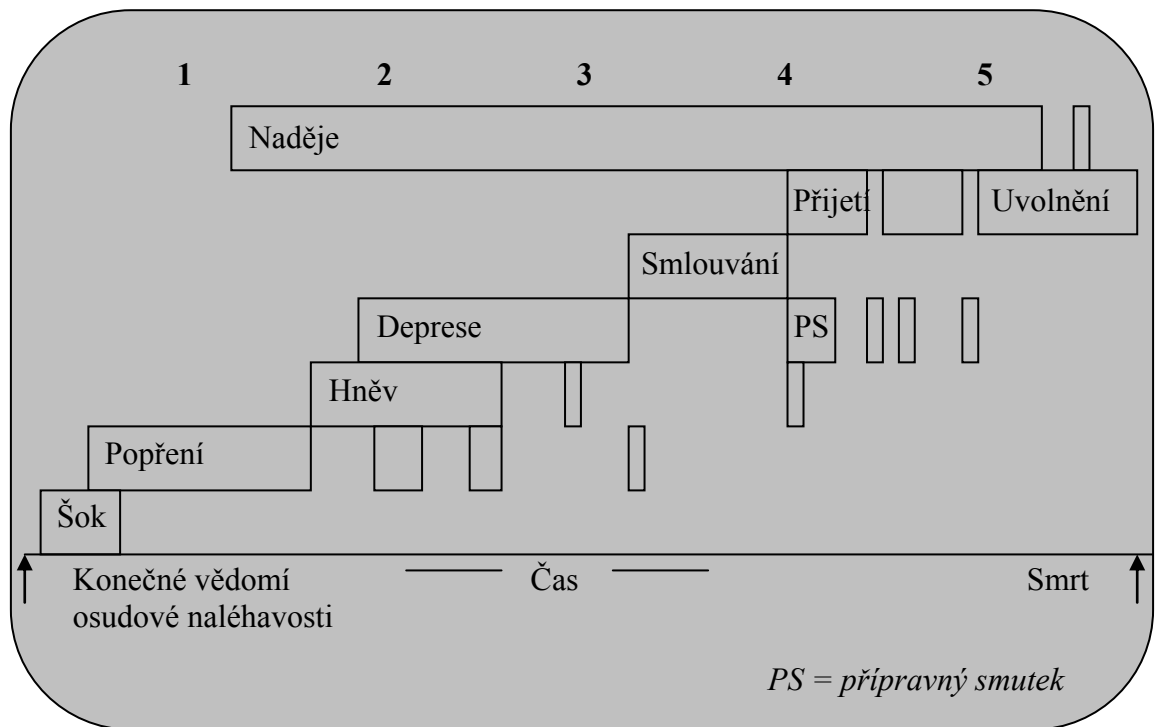 1 2 3 4 5
Naděje
Přijetí Uvolnění
Smlouvání
Deprese PS
Hněv
Popření
Šok
Konečné vědomí
osudové naléhavosti
Čas
Smrt
PS = přípravný smutek